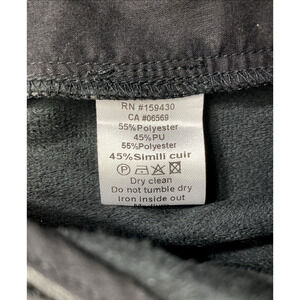 RN #159430
CA #06569
55%Polyester
45%PU
55%Polyester
45%Simili cuir
Dry clean
Do not tumble dry
Iron inside out